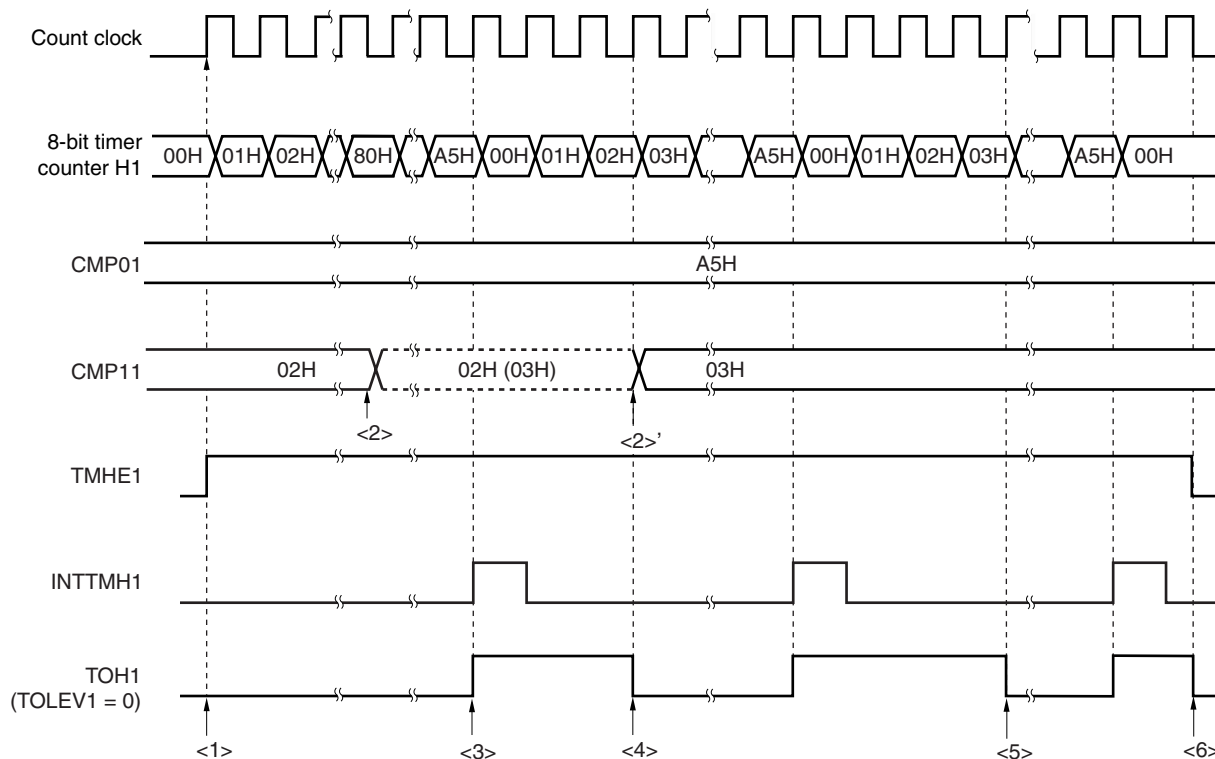 Count clock
8-bit timer
counter H1
00H 01H 02H 80H A5H 00H 01H 02H 03H A5H 00H 01H 02H 03H A5H 00H
CMP01
A5H
CMP11
02H 02H (03H) 03H
<2> <2>’
TMHE1
INTTMH1
TOH1
(TOLEV1 = 0)
<1> <3> <4> <5> <6>